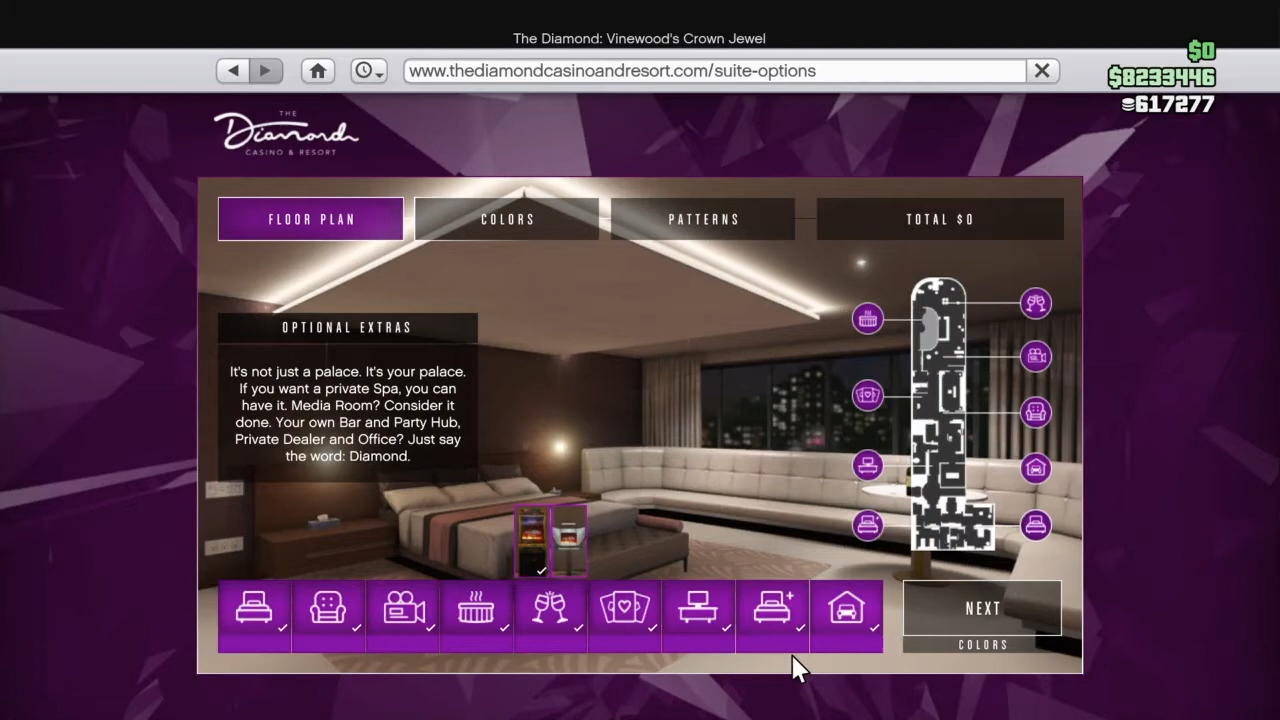 The Diamond: Vinewood's Crown Jewel
$0
www.thediamondcasinoandresort.com/suite-options
$8233446
617277
THE
Diamond
CASINO & RESORT
FLOOR PLAN
COLORS
PATTERNS
TOTAL $0
OPTIONAL EXTRAS
It's not just a palace. It's your palace.
If you want a private Spa, you can
have it. Media Room? Consider it
done. Your own Bar and Party Hub,
Private Dealer and Office? Just say
the word: Diamond.
NEXT
COLORS